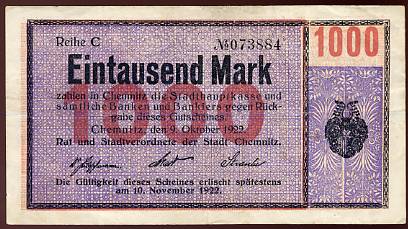 Reihe C
№073884
1000
Eintausend Mark
zahlen in Chemnitz die Stadthauptkasse und
sämtliche Banken und Bankiers gegen Rück-
gabe dieses Gutscheines.
1000
Chemnitz, den 9. Oktober 1922.
Rat und Stadtverordnete der Stadt Chemnitz.
Die Gültigkeit dieses Scheines erlischt spätestens
am 10. November 1922.